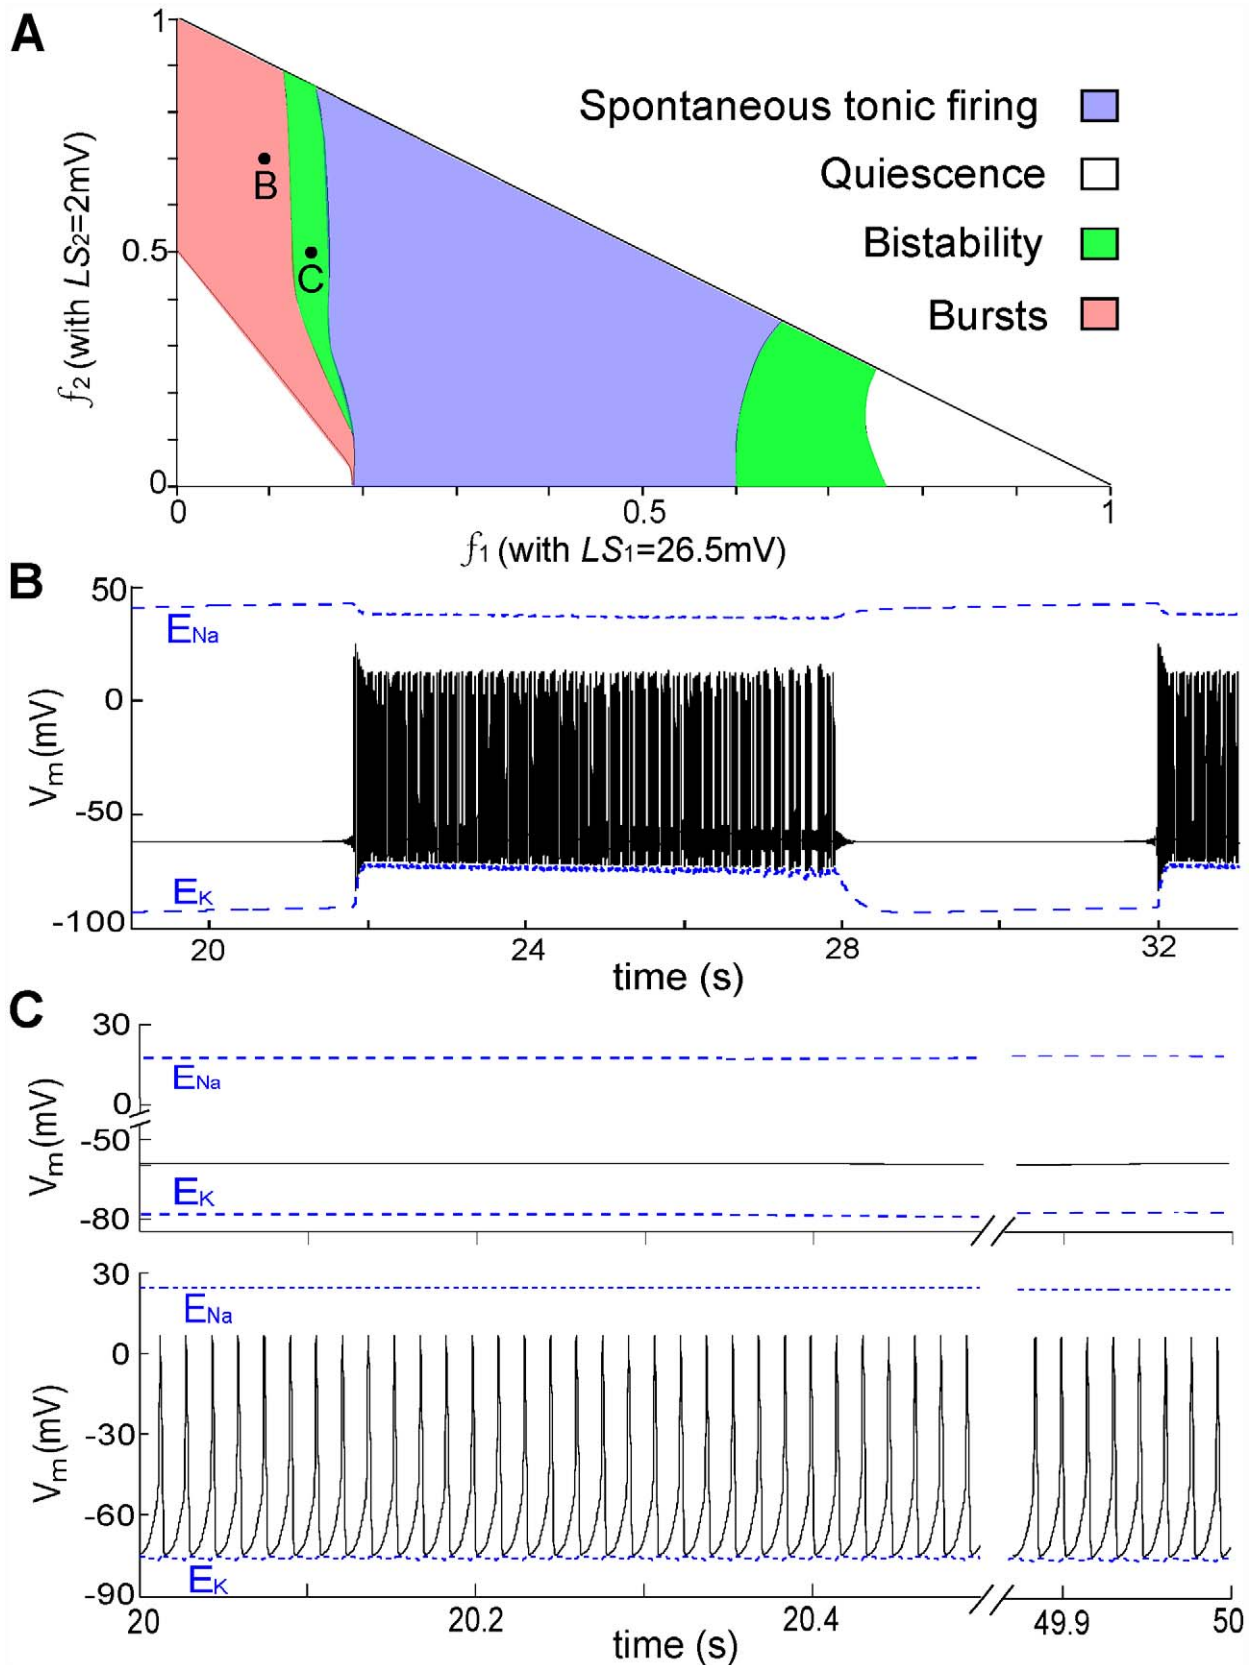 A
1
Spontaneous tonic firing
Quiescence
Bistability
Bursts
B
C
0.5
0
f2 (with LS2=2mV)
0
0.5
1
f1 (with LS1=26.5mV)
B
50
0
-50
-100
Vm (mV)
ENa
EK
20
24
28
32
time (s)
C
30
0
-50
-80
Vm (mV)
ENa
EK
30
0
-30
-60
-90
Vm (mV)
ENa
EK
20
20.2
20.4
49.9
50
time (s)